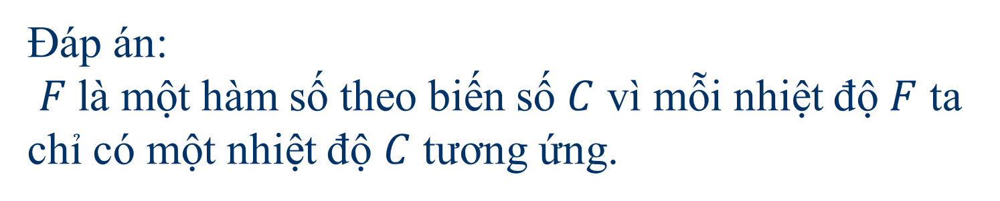 Đáp án:
F là một hàm số theo biến số C vì mỗi nhiệt độ F ta
chỉ có một nhiệt độ C tương ứng.